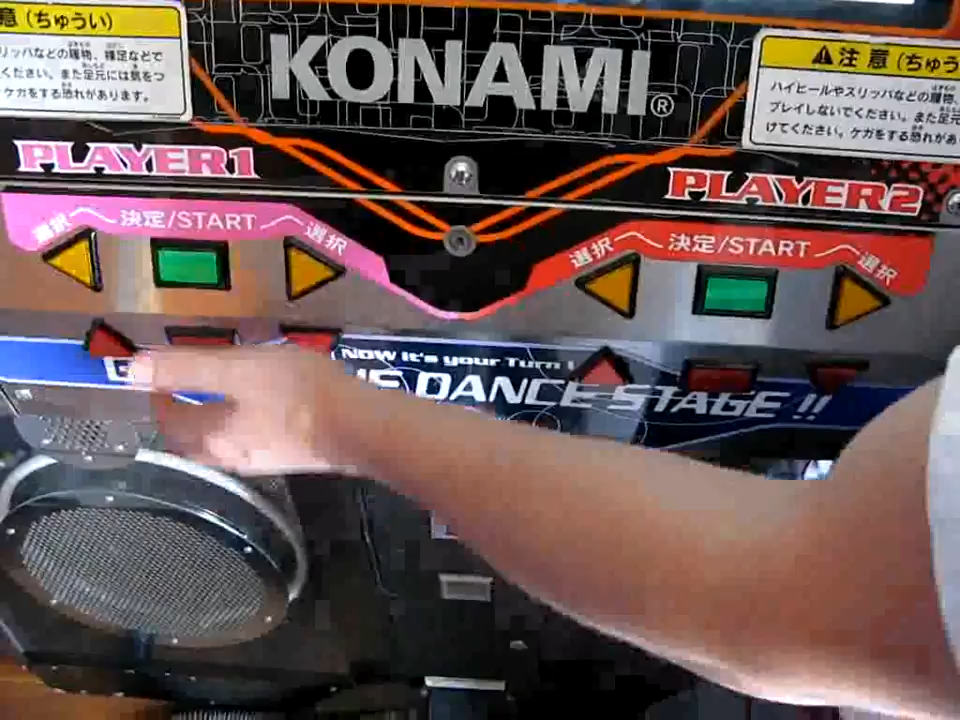 意(ちゅうい)
リッパなどの履物、裸足などで
ください。また足元には気をつ
ケガをする恐れがあります。
KONAMI®
注意(ちゅう
ハイヒールやスリッパなどの履物、
プレイしないでください。また足元
けてください。ケガをする恐れがあ
PLAYER1
PLAYER2
選択 決定/START 選択
選択 決定/START 選択
NOW it's your Turn!
DANCE STAGE!!